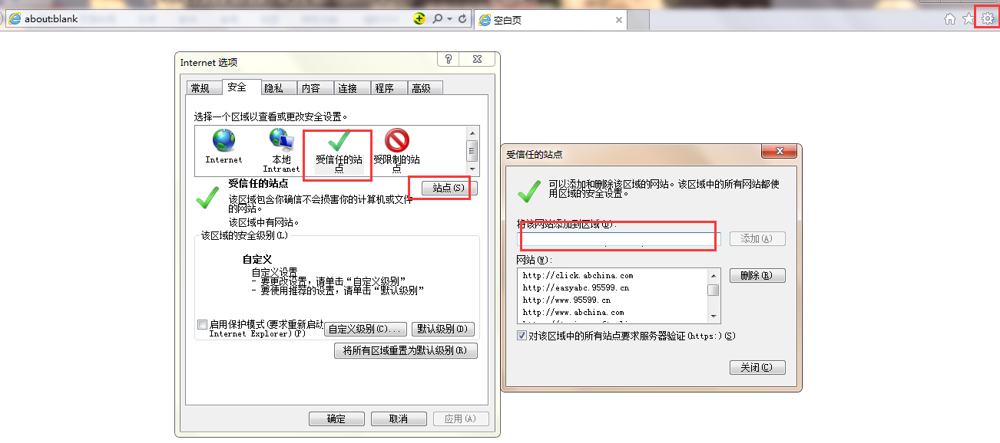 about:blank
空白页
Internet 选项
常规 安全 隐私 内容 连接 程序 高级
选择一个区域以查看或更改安全设置。
Internet
本地
Intranet
受信任的站
点
受限制的站
点
受信任的站点
站点(S)
该区域包含你确信不会损害你的计算机或文件
的网站。
该区域中有网站。
该区域的安全级别(L)
自定义
自定义设置
- 要更改设置，请单击“自定义级别”
- 要使用推荐的设置，请单击“默认级别”
启用保护模式(要求重新启动
Internet Explorer)(P)
自定义级别(C)...
默认级别(D)
将所有区域重置为默认级别(R)
确定 取消 应用(A)
受信任的站点
可以添加和删除该区域的网站。该区域中的所有网站都使
用区域的安全设置。
将该网站添加到区域(D):
添加(A)
网站(W):
http://click.abchina.com
http://easyabc.95599.cn
http://www.95599.cn
http://www.abchina.com
删除(R)
对该区域中的所有站点要求服务器验证(https:)(S)
关闭(C)